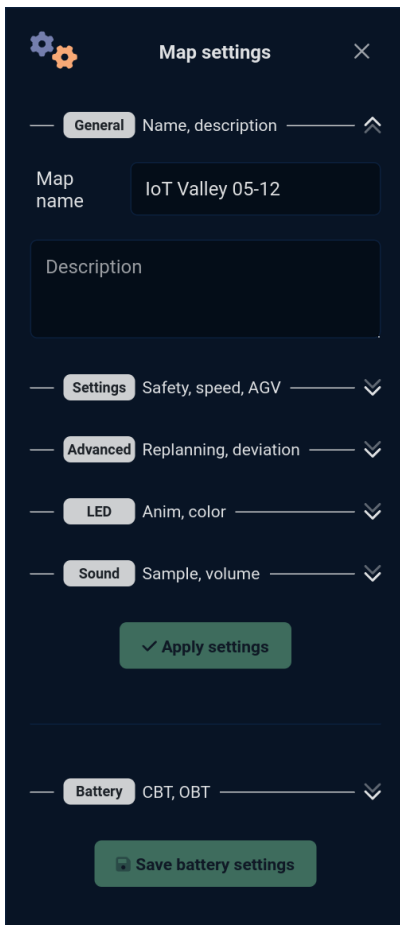 Map settings
General Name, description
Map
name
IoT Valley 05-12
Description
Settings Safety, speed, AGV
Advanced Replanning, deviation
LED Anim, color
Sound Sample, volume
Apply settings
Battery CBT, OBT
Save battery settings